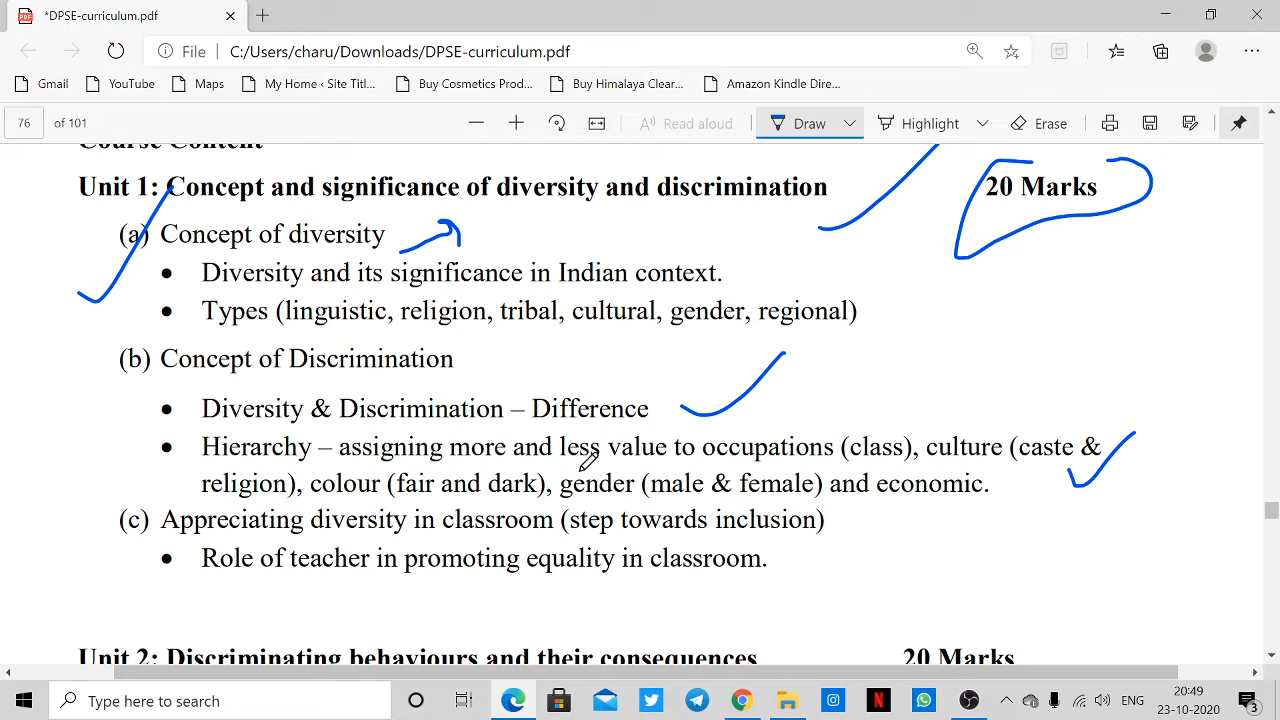 *DPSE-curriculum.pdf
File C:/Users/charu/Downloads/DPSE-curriculum.pdf
Gmail YouTube Maps My Home ‹ Site Titl... Buy Cosmetics Prod... Buy Himalaya Clear... Amazon Kindle Dire...
76 of 101 Read aloud Draw Highlight Erase
Course Content
Unit 1: Concept and significance of diversity and discrimination 20 Marks
(a) Concept of diversity
• Diversity and its significance in Indian context.
• Types (linguistic, religion, tribal, cultural, gender, regional)
(b) Concept of Discrimination
• Diversity & Discrimination – Difference
• Hierarchy – assigning more and less value to occupations (class), culture (caste &
religion), colour (fair and dark), gender (male & female) and economic.
(c) Appreciating diversity in classroom (step towards inclusion)
• Role of teacher in promoting equality in classroom.
Unit 2: Discriminating behaviours and their consequences 20 Marks
Type here to search
ENG
20:49
23-10-2020
3